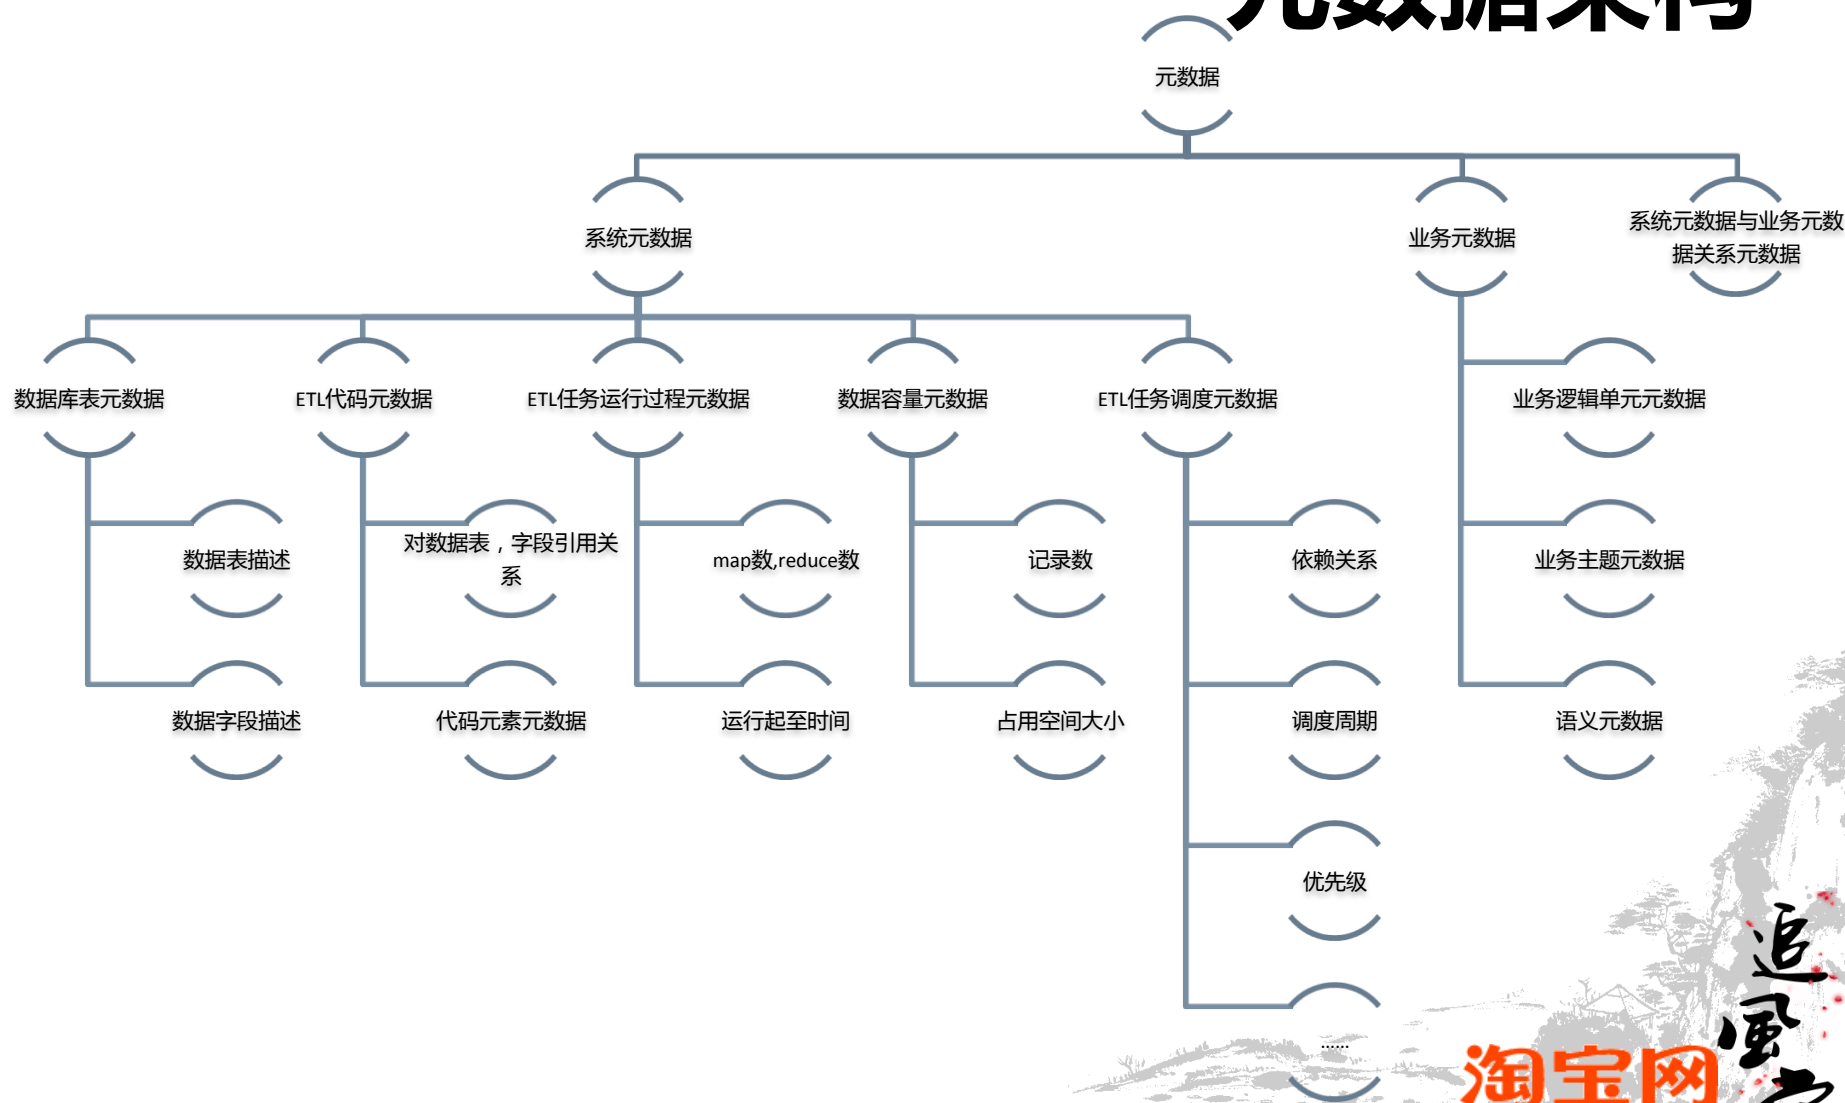 元数据架构
元数据
系统元数据
业务元数据
系统元数据与业务元数
据关系元数据
数据库表元数据
ETL代码元数据
ETL任务运行过程元数据
数据容量元数据
ETL任务调度元数据
业务逻辑单元元数据
数据表描述
对数据表，字段引用关
系
map数,reduce数
记录数
依赖关系
业务主题元数据
数据字段描述
代码元素元数据
运行起至时间
占用空间大小
调度周期
语义元数据
优先级
......
追
風
淘宝网